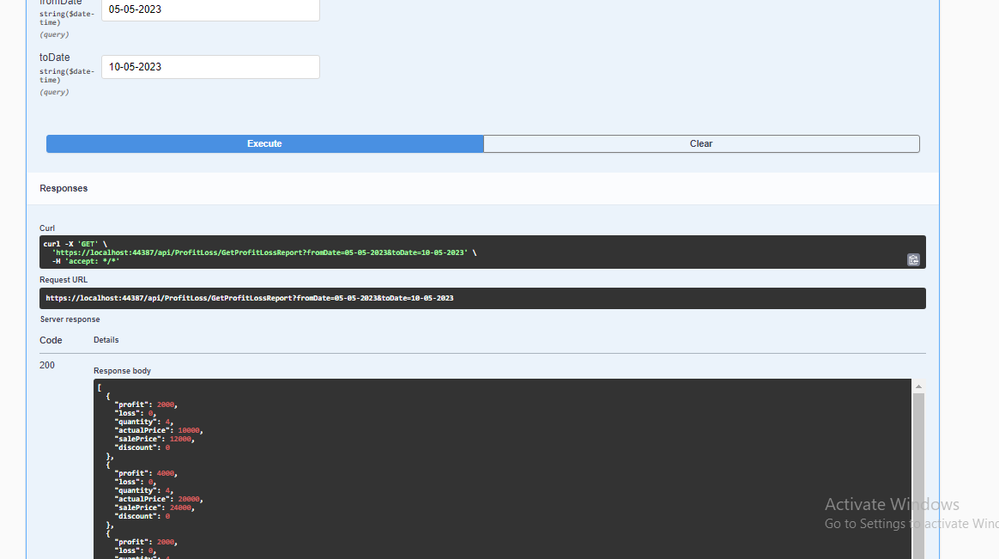 fromDate
string($date-
time)
(query)
05-05-2023
toDate
string($date-
time)
(query)
10-05-2023
Execute
Clear
Responses
Curl
curl -X 'GET' \
'https://localhost:44387/api/ProfitLoss/GetProfitLossReport?fromDate=05-05-2023&toDate=10-05-2023' \
-H 'accept: */*'
Request URL
https://localhost:44387/api/ProfitLoss/GetProfitLossReport?fromDate=05-05-2023&toDate=10-05-2023
Server response
Code Details
200
Response body
[
{
"profit": 2000,
"loss": 0,
"quantity": 4,
"actualPrice": 10000,
"salePrice": 12000,
"discount": 0
},
{
"profit": 4000,
"loss": 0,
"quantity": 4,
"actualPrice": 20000,
"salePrice": 24000,
"discount": 0
},
{
"profit": 2000,
"loss": 0,
"quantity": 4
Activate Windows
Go to Settings to activate Wind